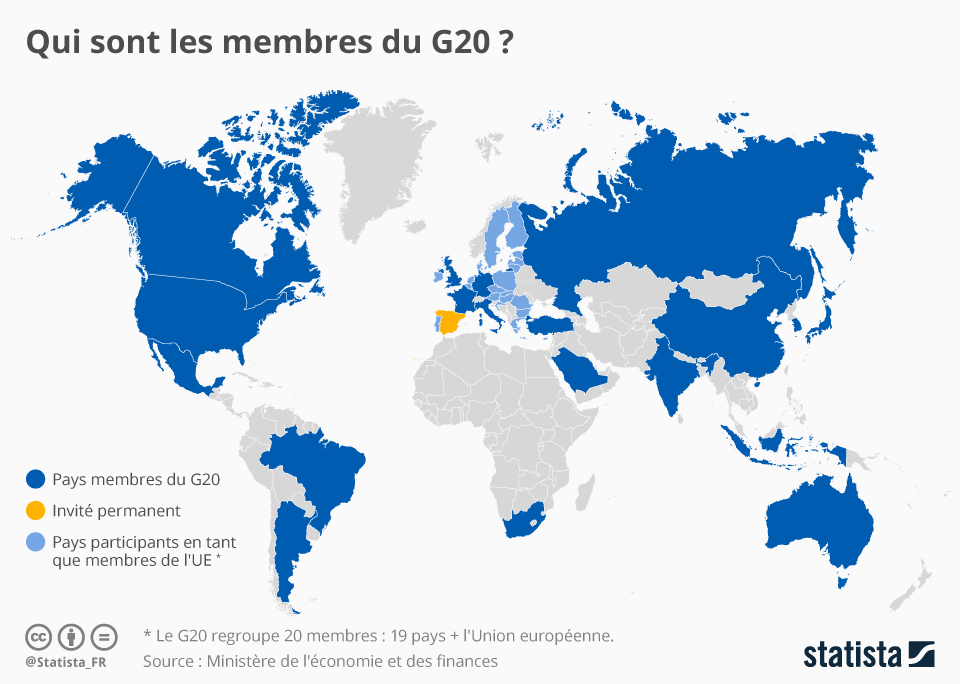 Qui sont les membres du G20 ?
Pays membres du G20
Invité permanent
Pays participants en tant
que membres de l'UE *
* Le G20 regroupe 20 membres : 19 pays + l'Union européenne.
@Statista_FR
Source : Ministère de l'économie et des finances
cc
statista